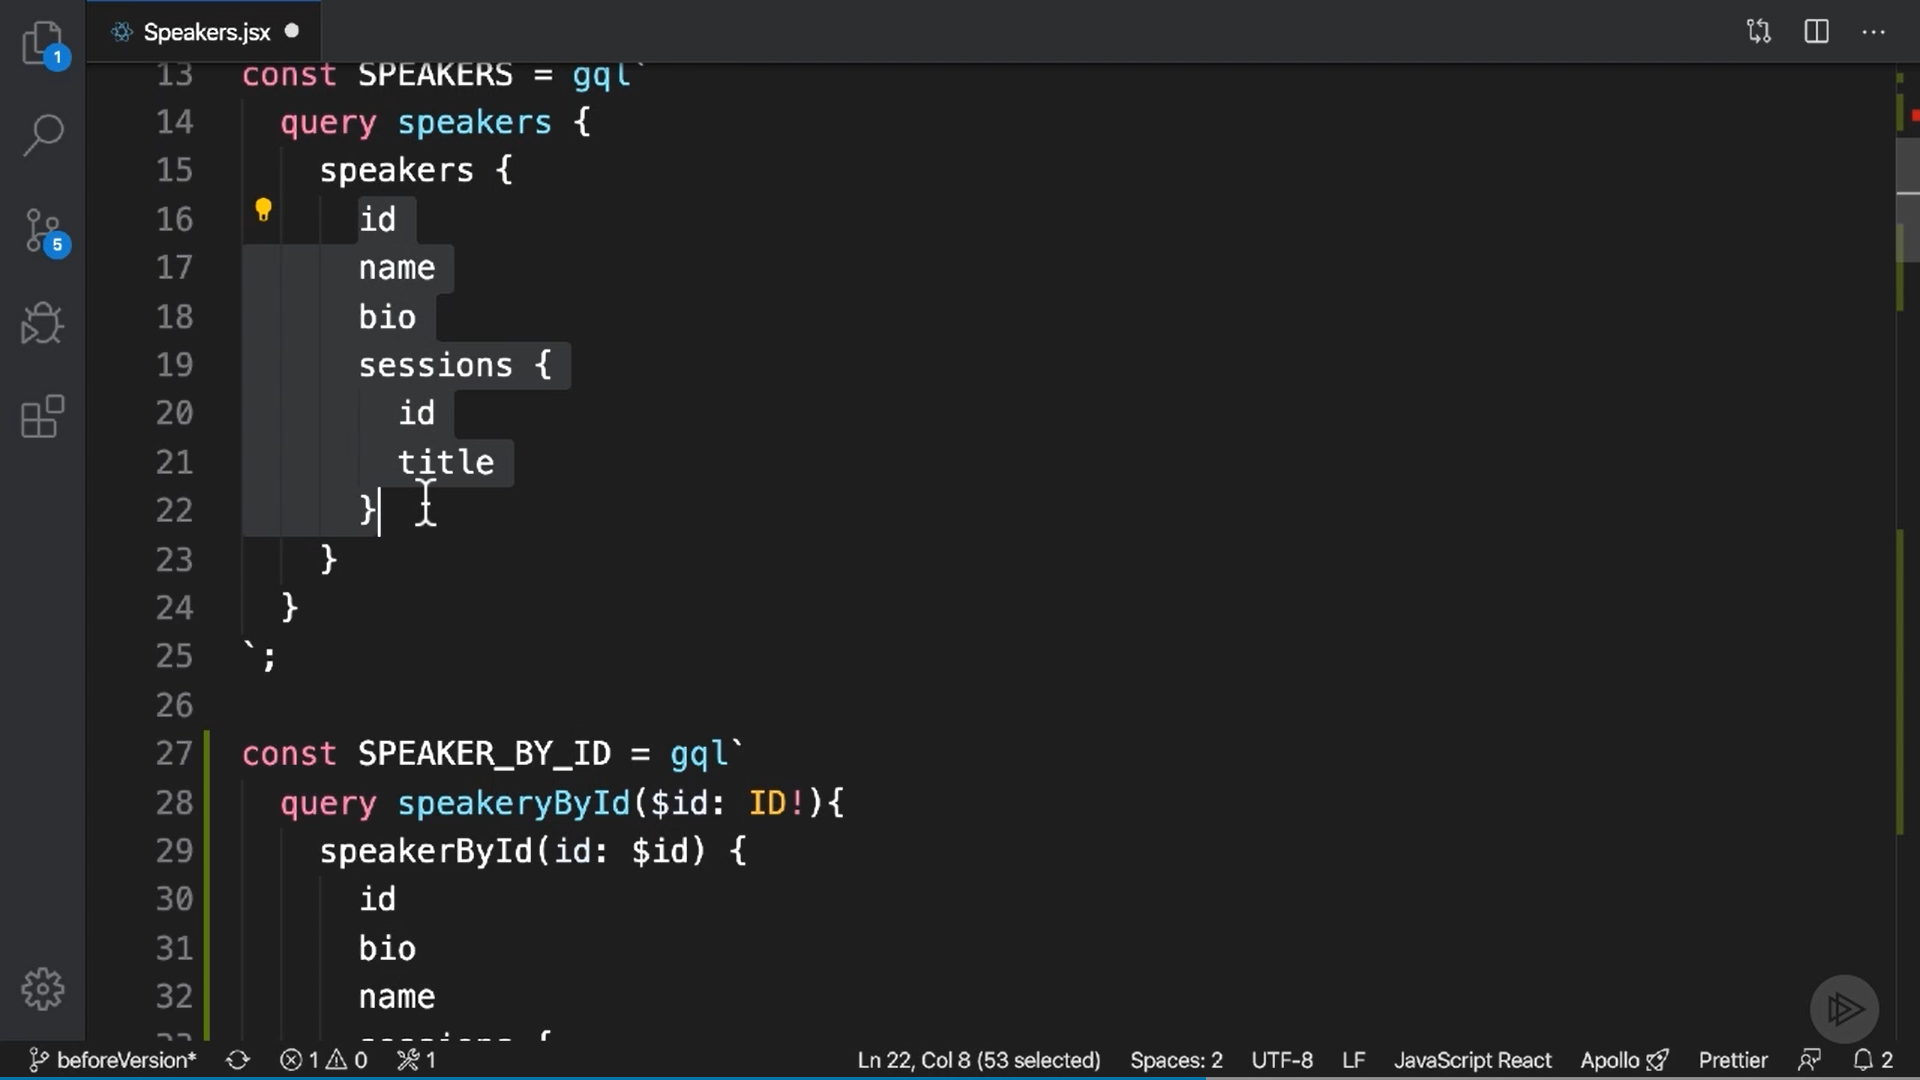 1
5
Speakers.jsx
13 const SPEAKERS = gql`
14   query speakers {
15     speakers {
16       id
17       name
18       bio
19       sessions {
20         id
21         title
22       }
23     }
24   }
25 `;
26
27 const SPEAKER_BY_ID = gql`
28   query speakeryById($id: ID!){
29     speakerById(id: $id) {
30       id
31       bio
32       name
33       sessions {
beforeVersion* 1 0 1 Ln 22, Col 8 (53 selected) Spaces: 2 UTF-8 LF JavaScript React Apollo Prettier 2